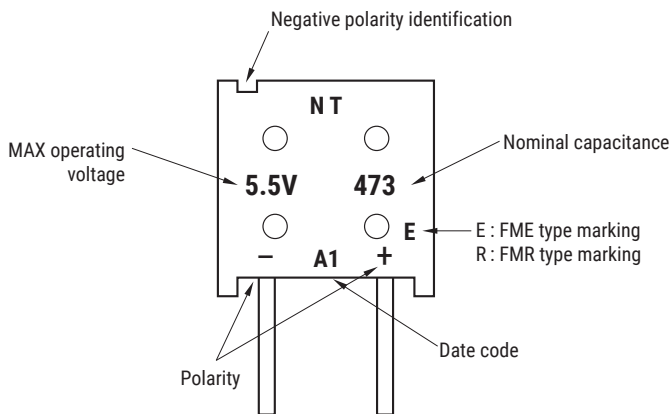 Negative polarity identification
N T
MAX operating
voltage
5.5V
473
Nominal capacitance
E
E : FME type marking
R : FMR type marking
–
A1
+
Polarity
Date code